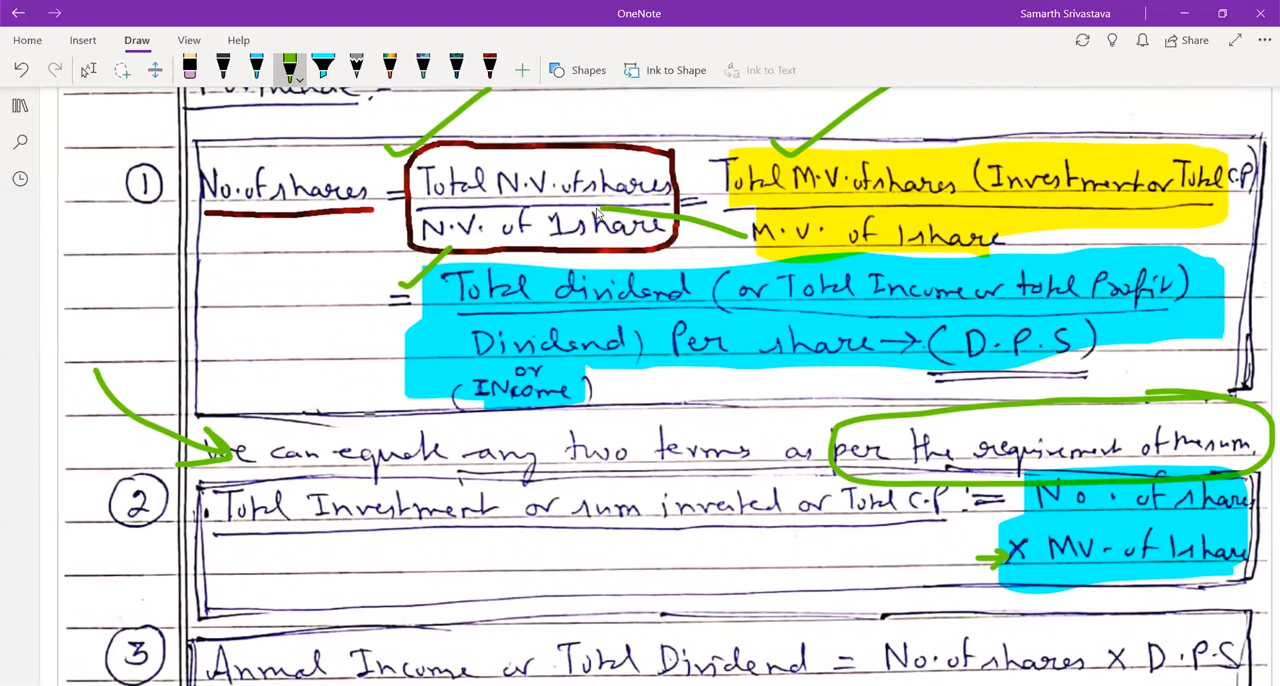 OneNote
Samarth Srivastava
Home Insert Draw View Help
Share
Shapes Ink to Shape Ink to Text
① No. of shares = Total N.V. of shares = Total M.V. of shares (Investment or Total C.P)
N.V. of 1 share M.V. of 1 share
= Total dividend (or Total Income or total Profit)
Dividend) Per share → (D.P.S)
or
(INcome)
We can equate any two terms as per the requirement of the sum.
② Total Investment or sum invested or Total C.P := No. of share
× MV. of 1 share
③ Annual Income or Total Dividend = No. of shares × D.P.S